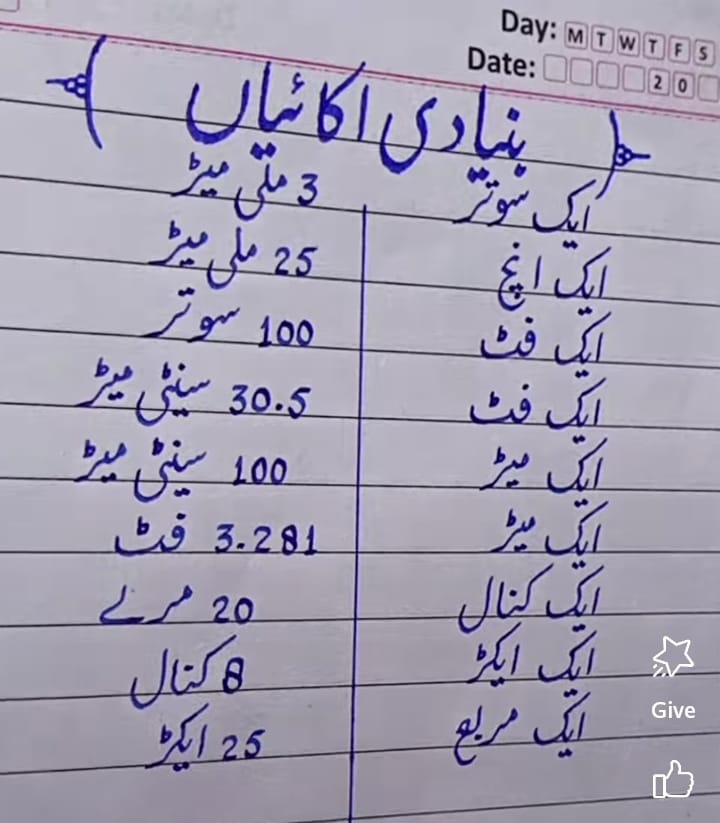 Day: M T W T F S
Date: 20
بنیادی اکائیاں
ایک سوتر 3 ملی میٹر
ایک انچ 25 ملی میٹر
ایک فٹ 100 سوتر
ایک فٹ 30.5 سینٹی میٹر
ایک میٹر 100 سینٹی میٹر
ایک میٹر 3.281 فٹ
ایک کنال 20 مرلے
ایک ایکڑ 8 کنال
ایک مربع 25 ایکڑ
Give